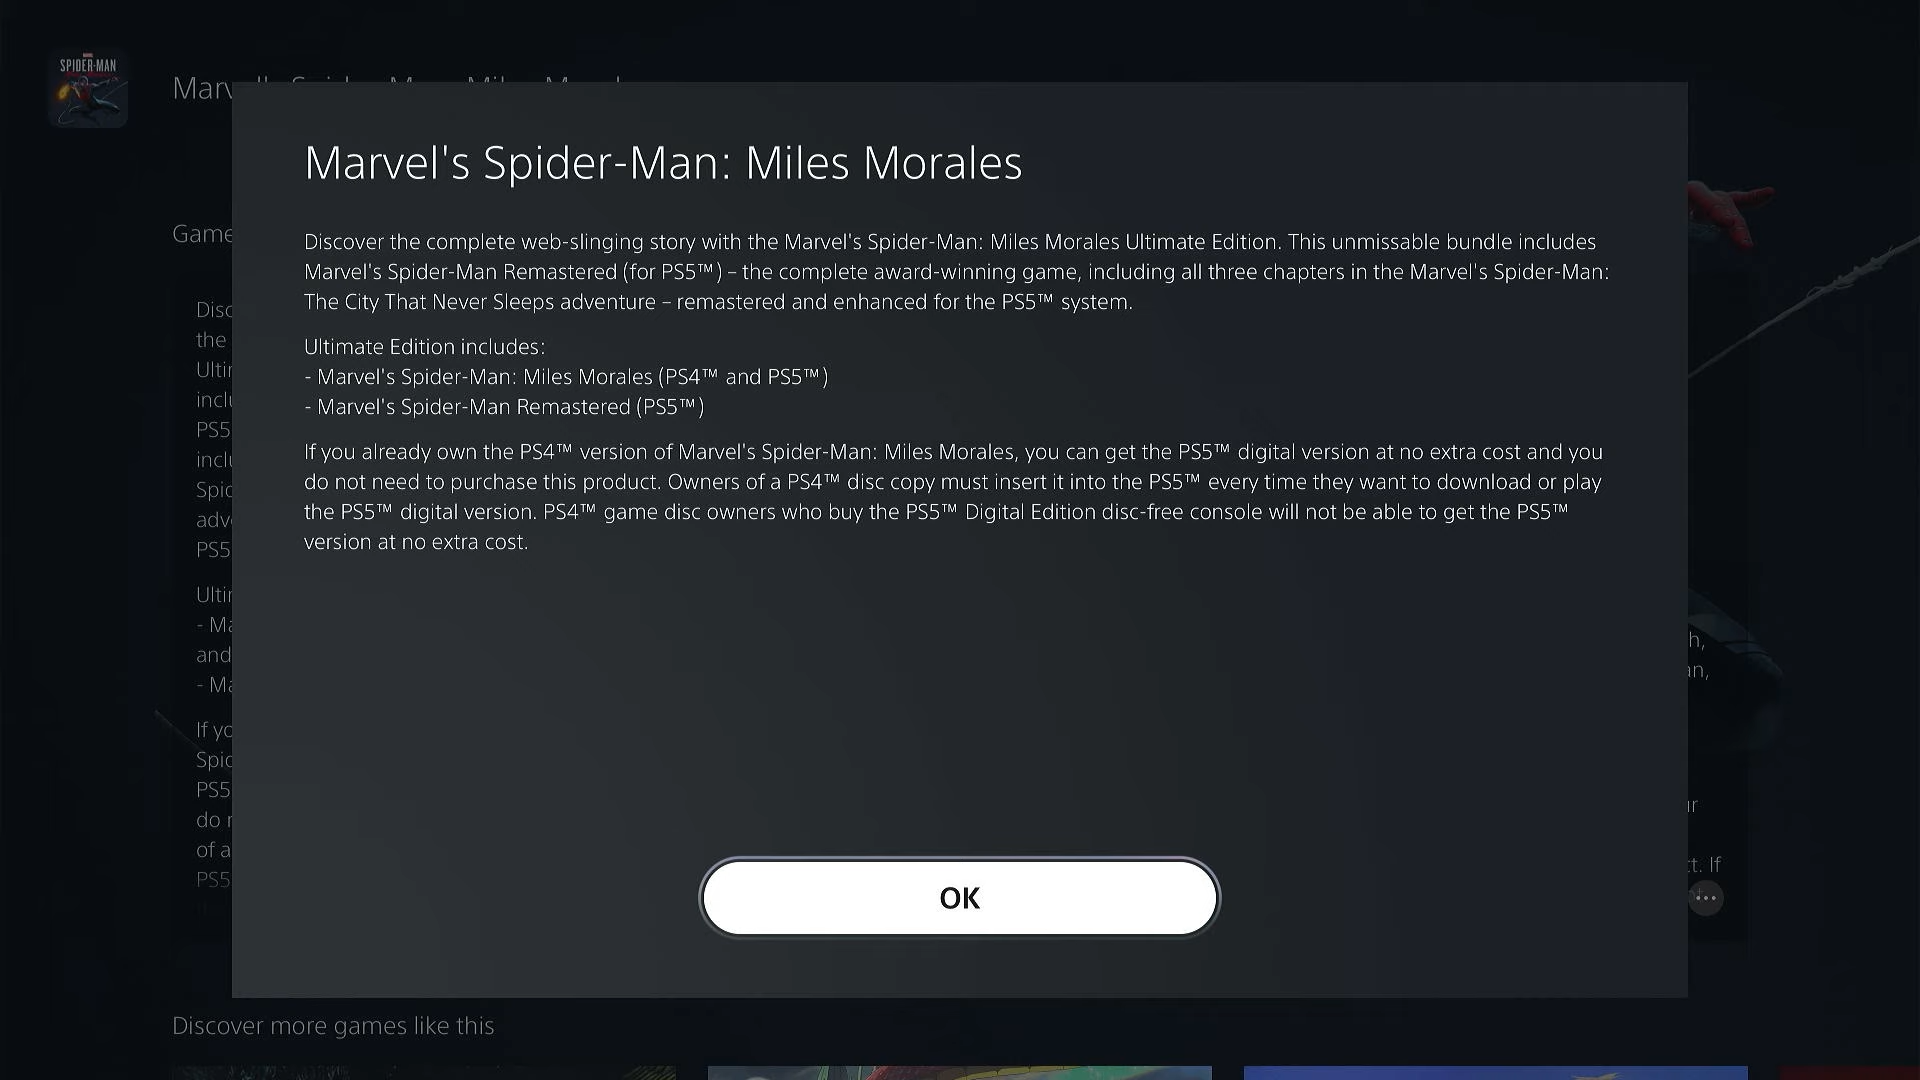 SPIDER-MAN
Marvel's Spider-Man: Miles Morales
Discover the complete web-slinging story with the Marvel's Spider-Man: Miles Morales Ultimate Edition. This unmissable bundle includes
Marvel's Spider-Man Remastered (for PS5™) – the complete award-winning game, including all three chapters in the Marvel's Spider-Man:
The City That Never Sleeps adventure – remastered and enhanced for the PS5™ system.
Ultimate Edition includes:
- Marvel's Spider-Man: Miles Morales (PS4™ and PS5™)
- Marvel's Spider-Man Remastered (PS5™)
If you already own the PS4™ version of Marvel's Spider-Man: Miles Morales, you can get the PS5™ digital version at no extra cost and you
do not need to purchase this product. Owners of a PS4™ disc copy must insert it into the PS5™ every time they want to download or play
the PS5™ digital version. PS4™ game disc owners who buy the PS5™ Digital Edition disc-free console will not be able to get the PS5™
version at no extra cost.
OK
Discover more games like this